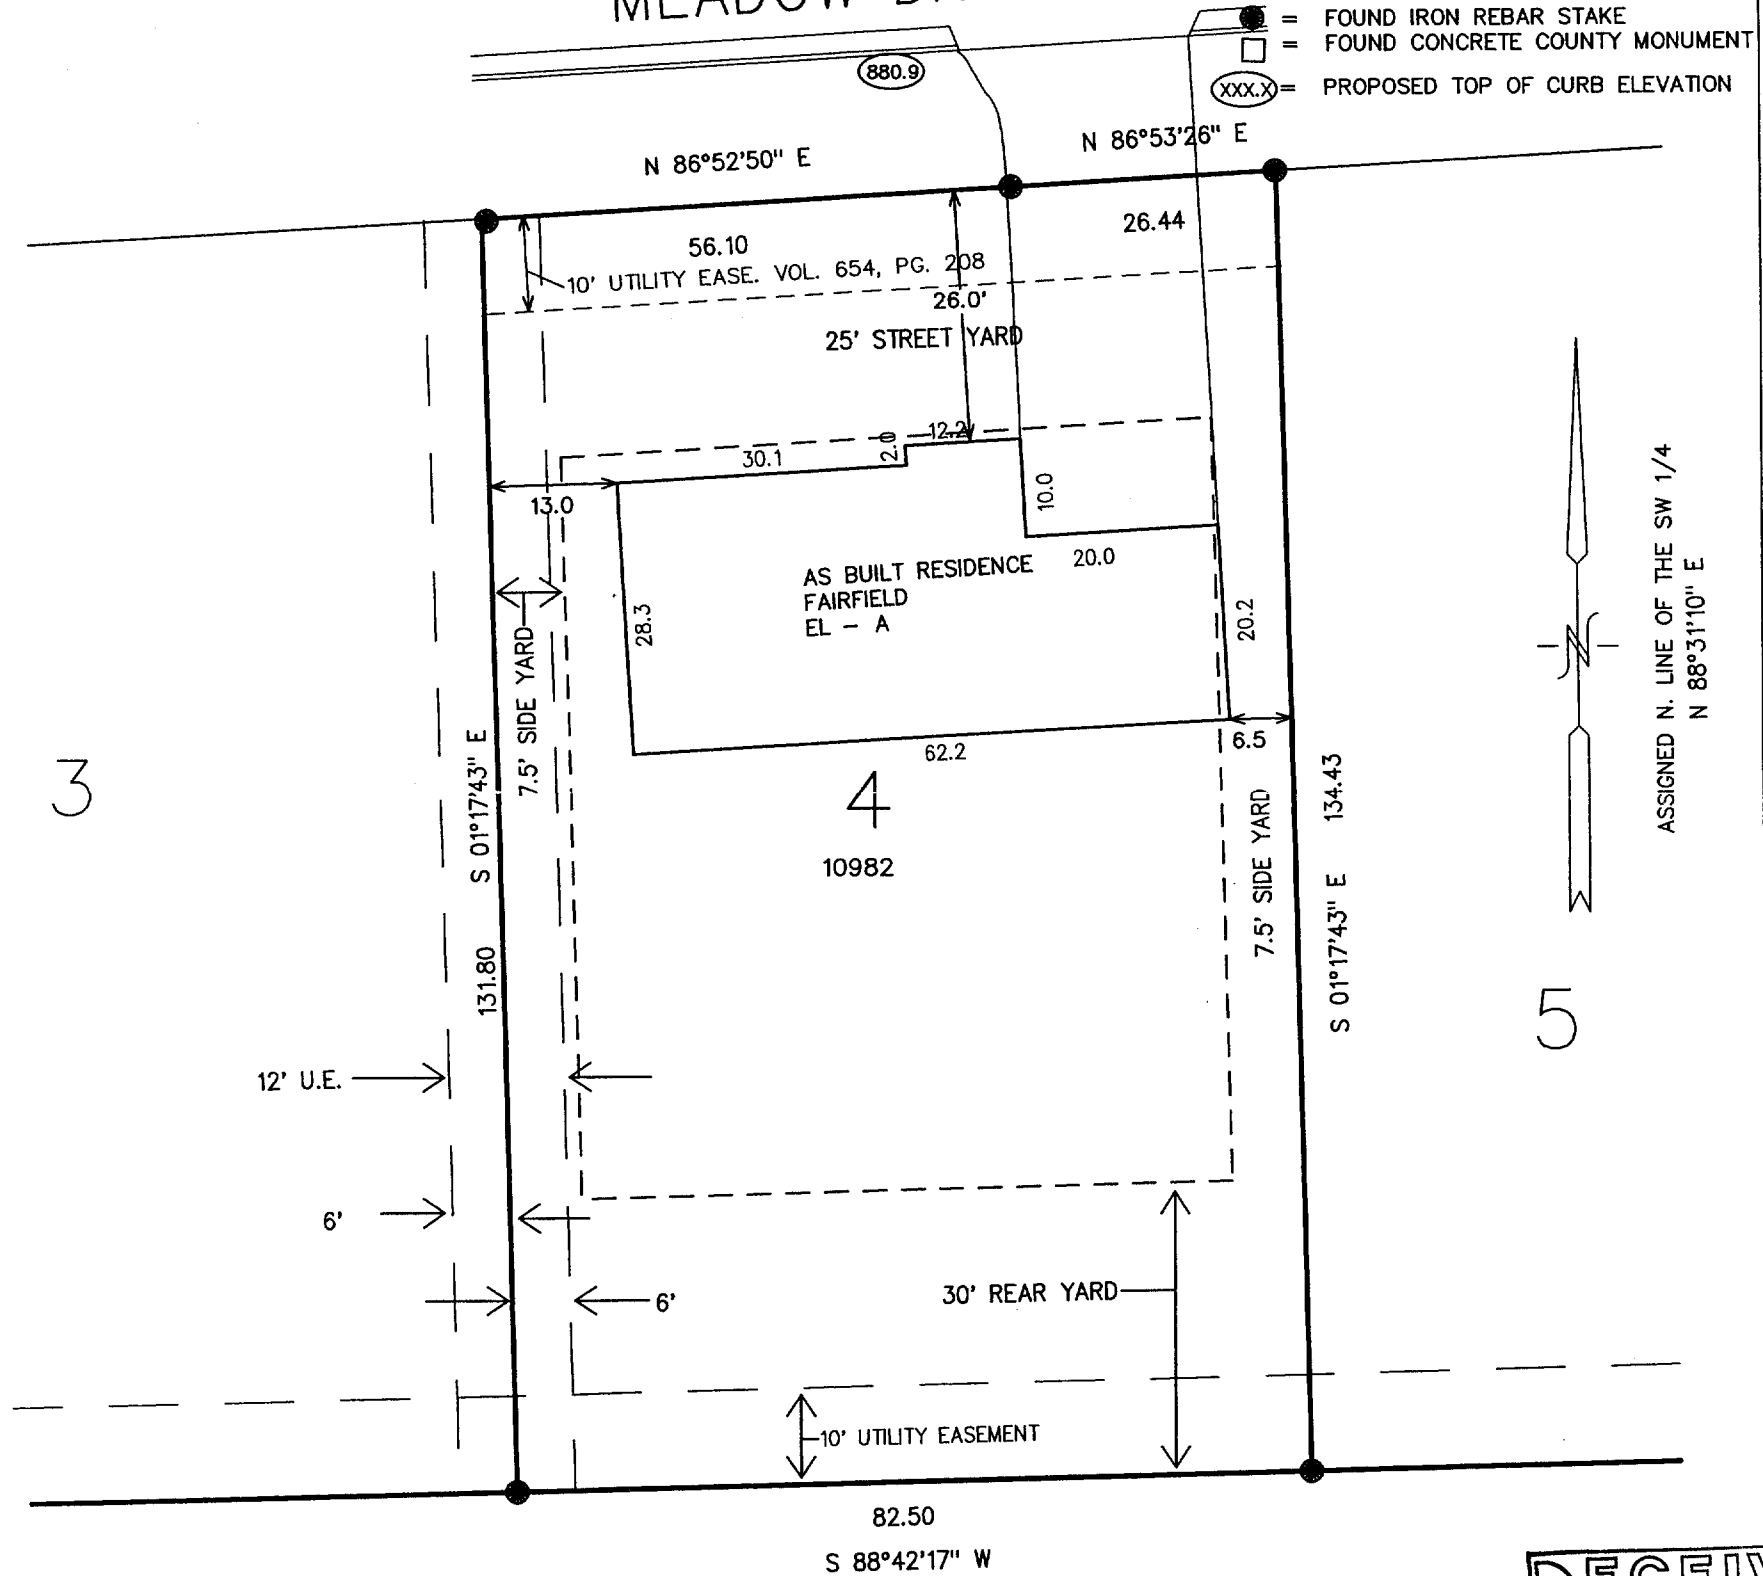 MEADOW
= FOUND IRON REBAR STAKE
= FOUND CONCRETE COUNTY MONUMENT
XXX.X = PROPOSED TOP OF CURB ELEVATION
880.9
N 86°52'50" E
N 86°53'26" E
56.10
26.44
10' UTILITY EASE. VOL. 654, PG. 208
26.0'
25' STREET YARD
12.2
2.0
30.1
13.0
10.0
20.0
AS BUILT RESIDENCE
FAIRFIELD
EL - A
28.3
20.2
7.5' SIDE YARD
62.2
6.5
S 01°17'43" E
131.80
3
4
10982
7.5' SIDE YARD
134.43
S 01°17'43" E
5
ASSIGNED N. LINE OF THE SW 1/4
N 88°31'10" E
N
12' U.E.
6'
6'
30' REAR YARD
10' UTILITY EASEMENT
82.50
S 88°42'17" W